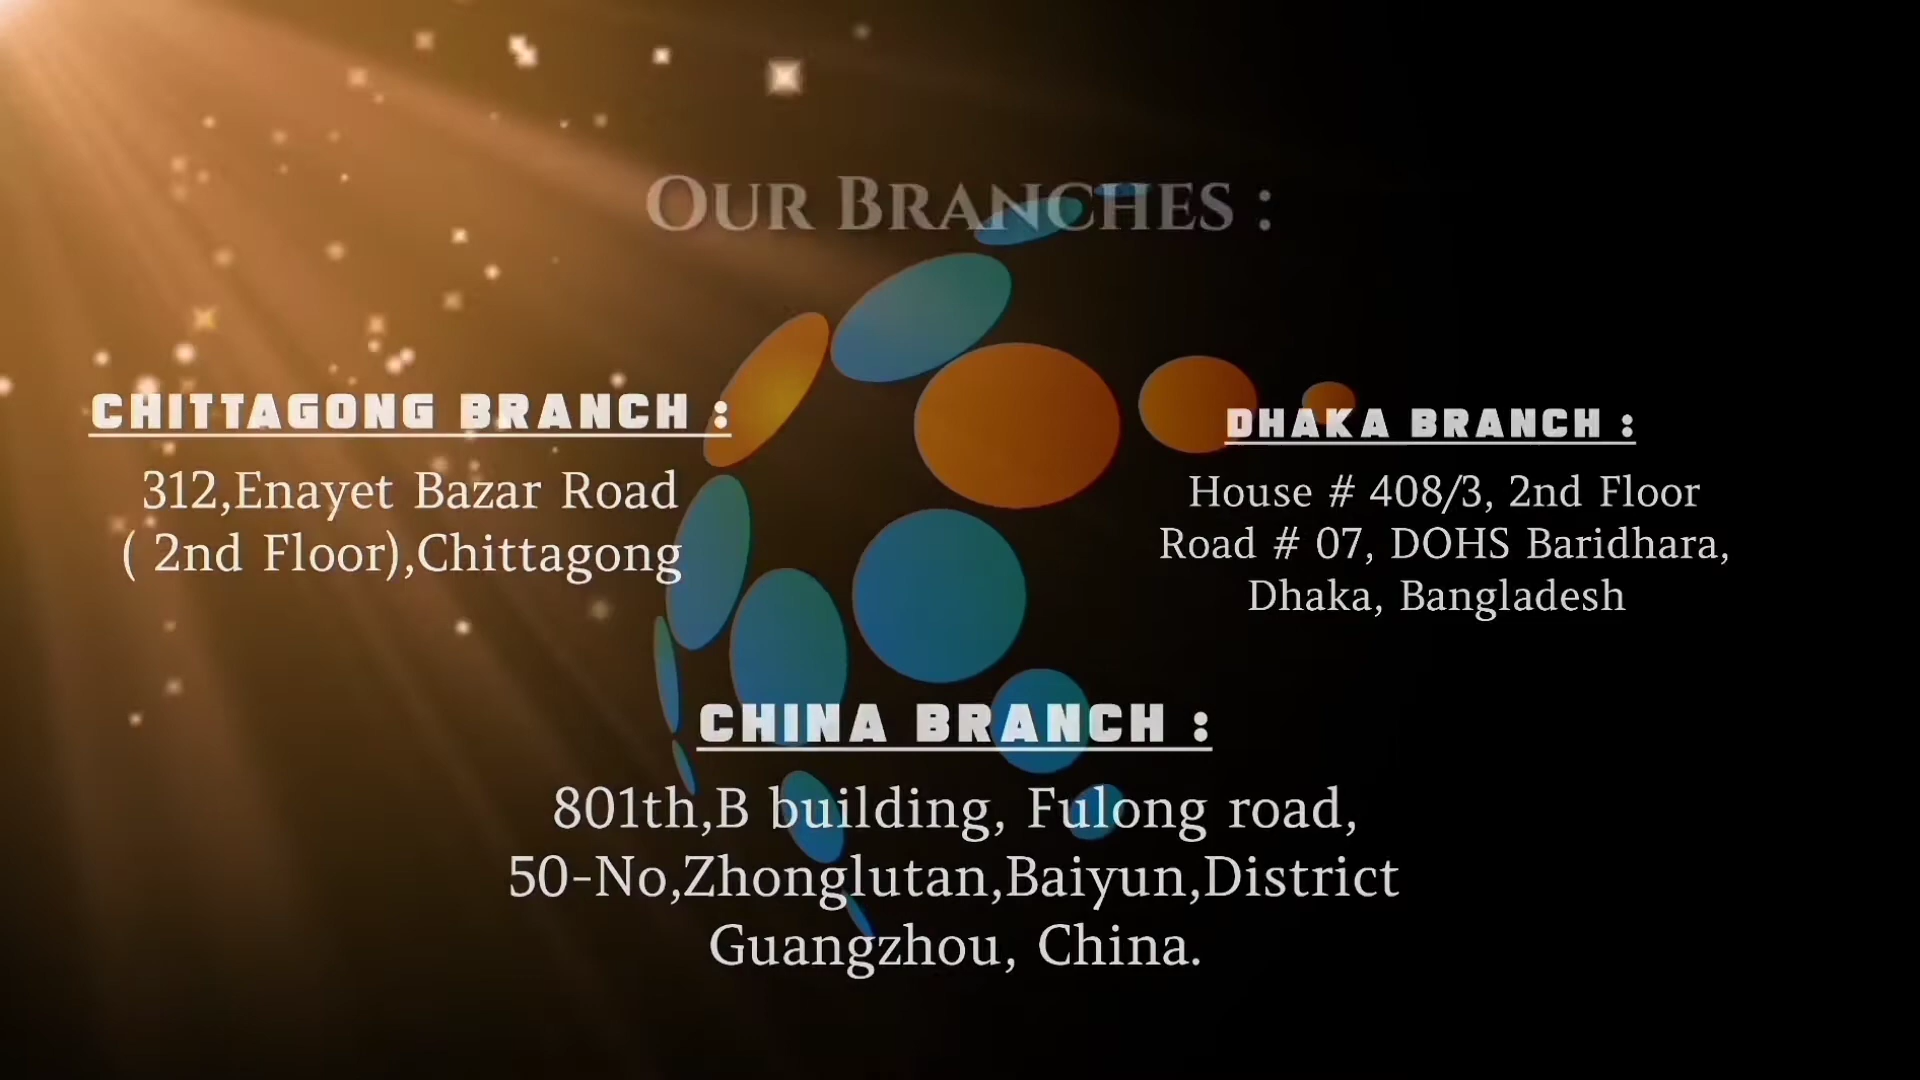 Our Branches :
CHITTAGONG BRANCH :
312,Enayet Bazar Road
( 2nd Floor),Chittagong
DHAKA BRANCH :
House # 408/3, 2nd Floor
Road # 07, DOHS Baridhara,
Dhaka, Bangladesh
CHINA BRANCH :
801th,B building, Fulong road,
50-No,Zhonglutan,Baiyun,District
Guangzhou, China.